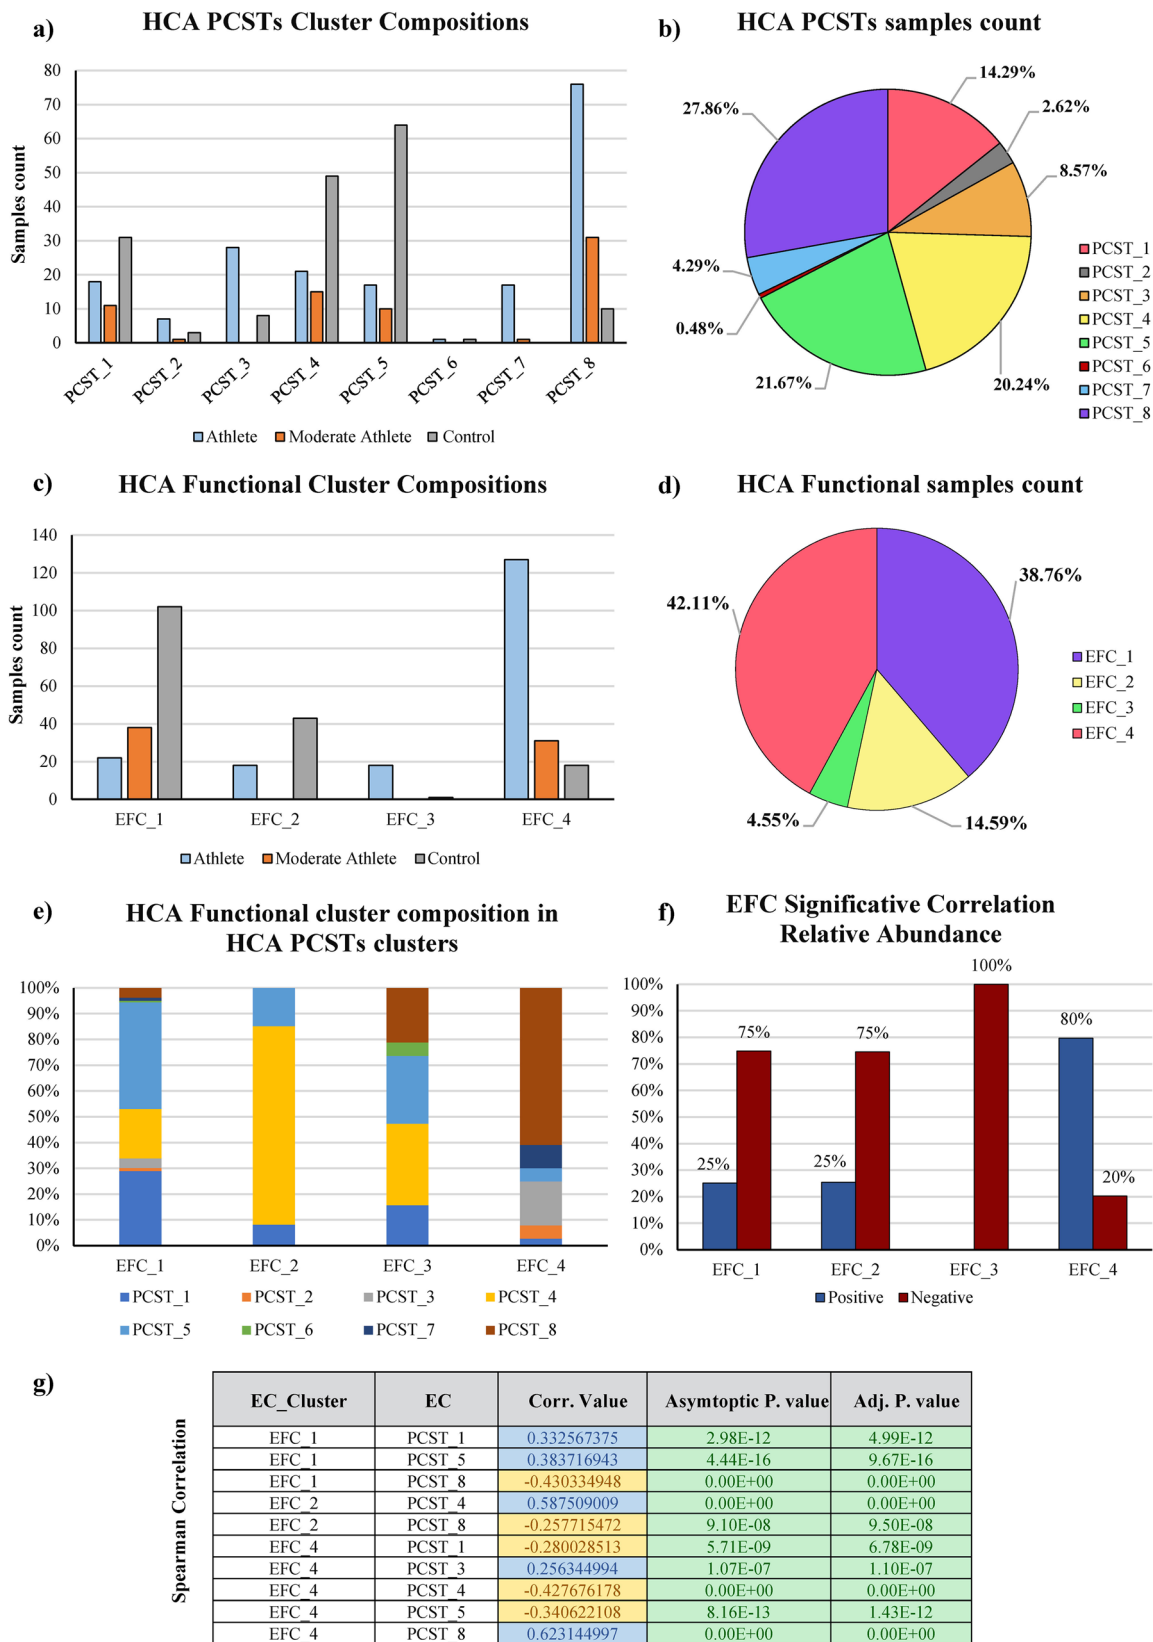 a)
HCA PCSTs Cluster Compositions
80
70
60
50
40
30
20
10
0
Samples count
PCST_1
PCST_2
PCST_3
PCST_4
PCST_5
PCST_6
PCST_7
PCST_8
Athlete Moderate Athlete Control
b)
HCA PCSTs samples count
14.29%
2.62%
8.57%
20.24%
21.67%
0.48%
4.29%
27.86%
PCST_1
PCST_2
PCST_3
PCST_4
PCST_5
PCST_6
PCST_7
PCST_8
c)
HCA Functional Cluster Compositions
140
120
100
80
60
40
20
0
Samples count
EFC_1 EFC_2 EFC_3 EFC_4
Athlete Moderate Athlete Control
d)
HCA Functional samples count
38.76%
14.59%
4.55%
42.11%
EFC_1
EFC_2
EFC_3
EFC_4
e)
HCA Functional cluster composition in
HCA PCSTs clusters
100%
90%
80%
70%
60%
50%
40%
30%
20%
10%
0%
EFC_1 EFC_2 EFC_3 EFC_4
PCST_1 PCST_2 PCST_3 PCST_4
PCST_5 PCST_6 PCST_7 PCST_8
f)
EFC Significative Correlation
Relative Abundance
100%
90%
80%
70%
60%
50%
40%
30%
20%
10%
0%
25% 75% 25% 75% 100% 80% 20%
EFC_1 EFC_2 EFC_3 EFC_4
Positive Negative
g)
Spearman Correlation
EC_Cluster EC Corr. Value Asymtoptic P. value Adj. P. value
EFC_1 PCST_1 0.332567375 2.98E-12 4.99E-12
EFC_1 PCST_5 0.383716943 4.44E-16 9.67E-16
EFC_1 PCST_8 -0.430334948 0.00E+00 0.00E+00
EFC_2 PCST_4 0.587509009 0.00E+00 0.00E+00
EFC_2 PCST_8 -0.257715472 9.10E-08 9.50E-08
EFC_4 PCST_1 -0.280028513 5.71E-09 6.78E-09
EFC_4 PCST_3 0.256344994 1.07E-07 1.10E-07
EFC_4 PCST_4 -0.427676178 0.00E+00 0.00E+00
EFC_4 PCST_5 -0.340622108 8.16E-13 1.43E-12
EFC_4 PCST_8 0.623144997 0.00E+00 0.00E+00